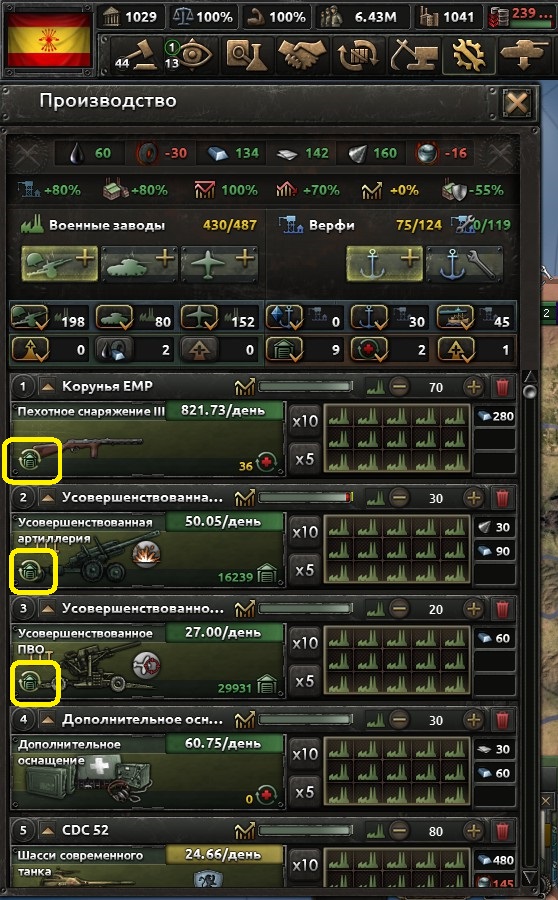 1029 100% 100% 6.43M 1041 239...
44 1 13
Производство
60 -30 134 142 160 -16
+80% +80% 100% +70% +0% -55%
Военные заводы 430/487 Верфи 75/124 0/119
198 80 152 0 30 45
0 2 0 9 2 1
1 Корунья EMP 70
Пехотное снаряжение III 821.73/день x10 280
36 x5
2 Усовершенствованна... 30
Усовершенствованная 50.05/день x10 30
артиллерия 90
16239 x5
3 Усовершенствованно... 20
Усовершенствованное 27.00/день x10 60
ПВО
29931 x5
4 Дополнительное осн... 30
Дополнительное 60.75/день x10 30
оснащение 60
0 x5
5 CDC 52 80
Шасси современного 24.66/день x10 480
танка 145
2